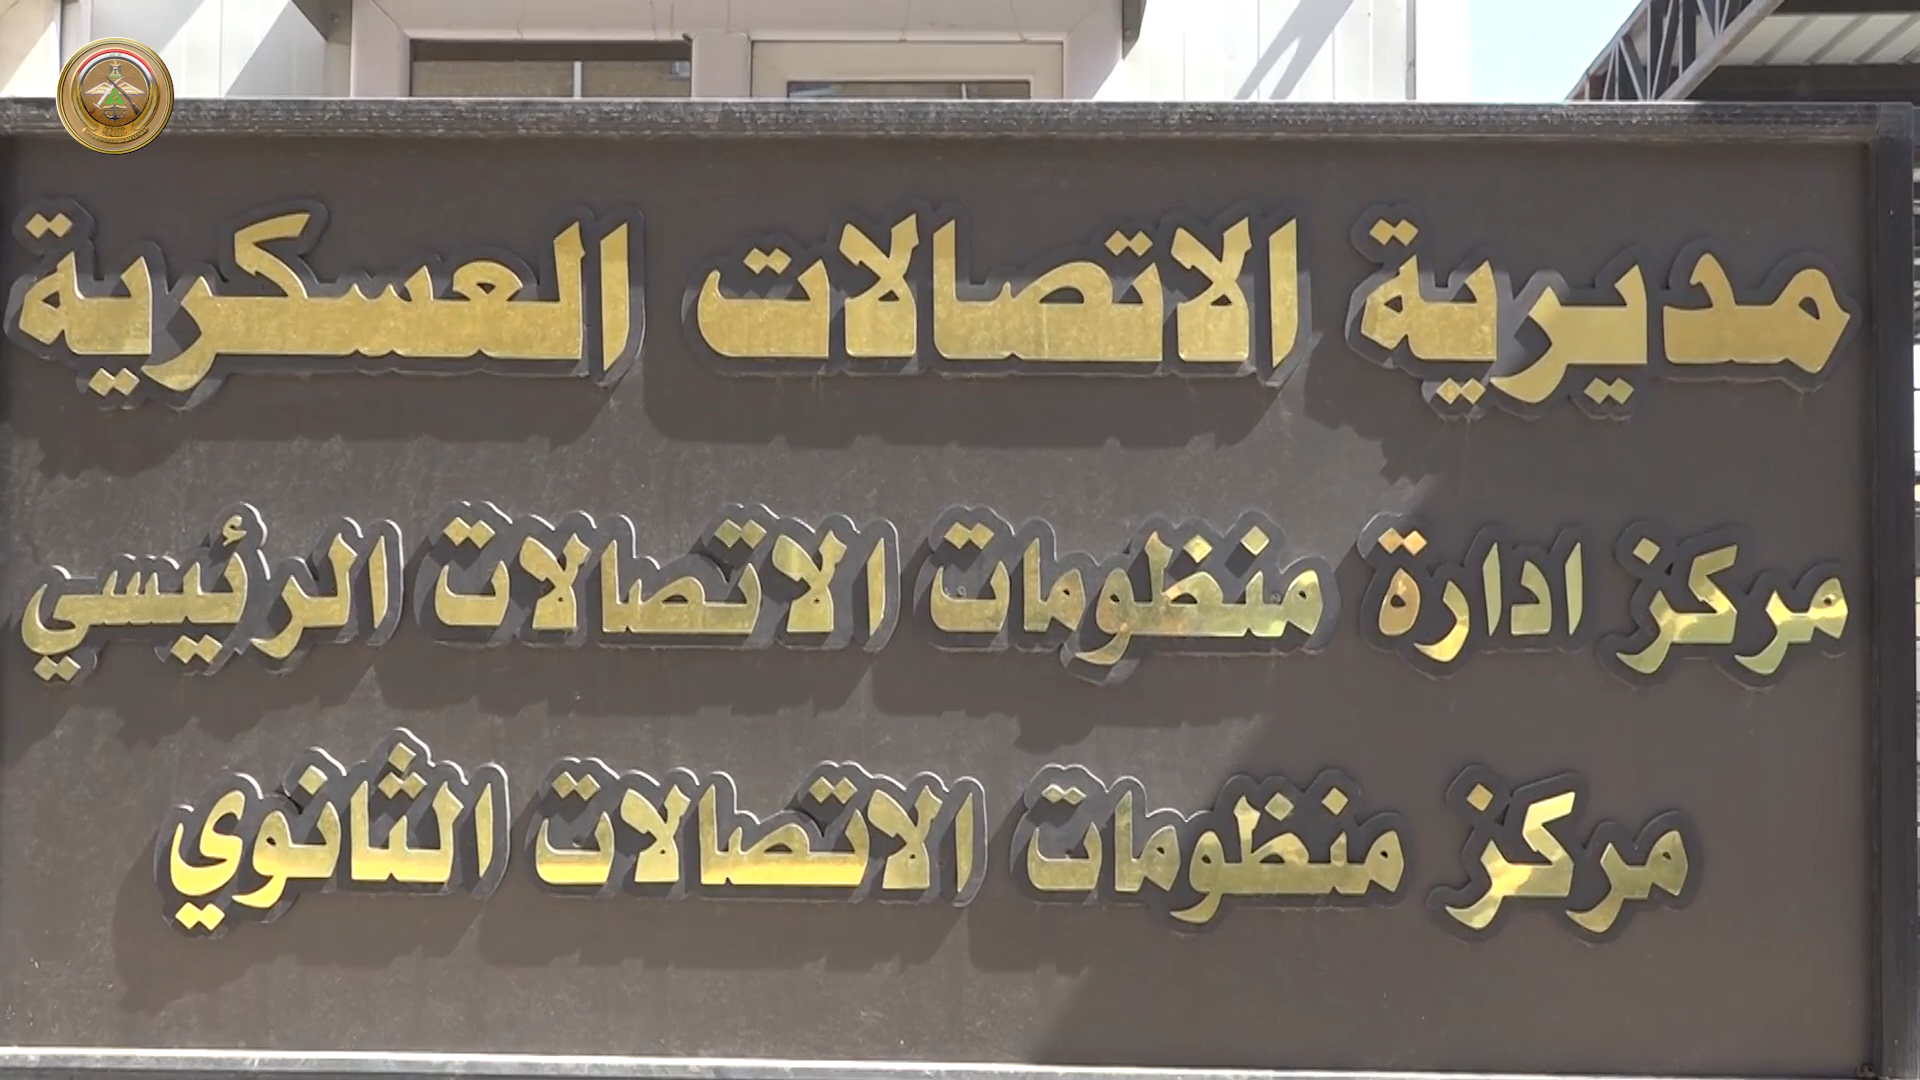 مديرية الاتصالات العسكرية
مركز ادارة منظومات الاتصالات الرئيسي
مركز منظومات الاتصالات الثانوي